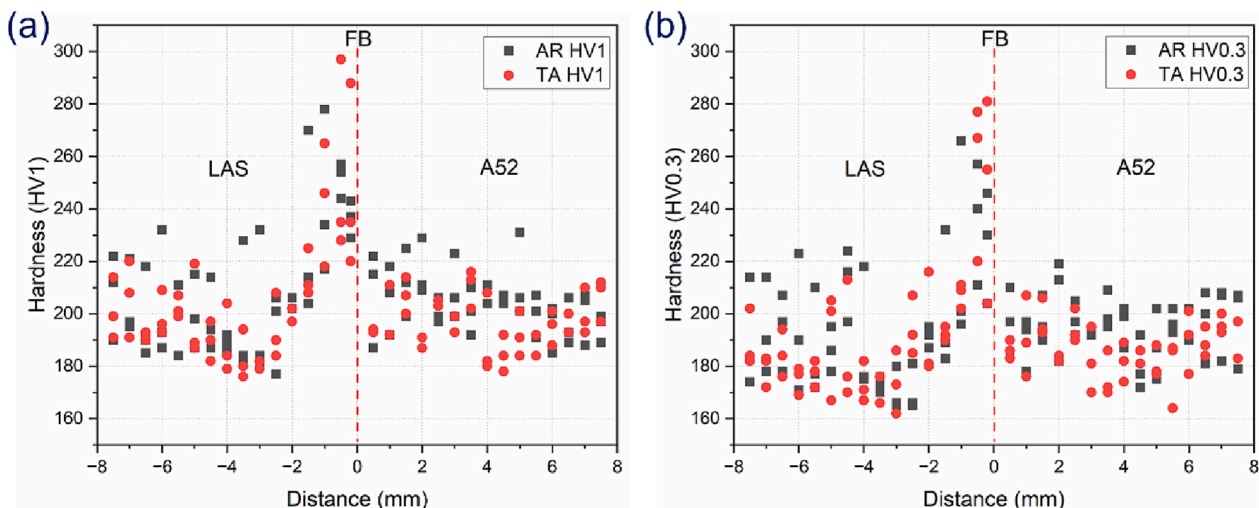 (a)
FB
AR HV1
TA HV1
LAS
A52
Hardness (HV1)
300
280
260
240
220
200
180
160
−8 −6 −4 −2 0 2 4 6 8
Distance (mm)
(b)
FB
AR HV0.3
TA HV0.3
LAS
A52
Hardness (HV0.3)
300
280
260
240
220
200
180
160
−8 −6 −4 −2 0 2 4 6 8
Distance (mm)